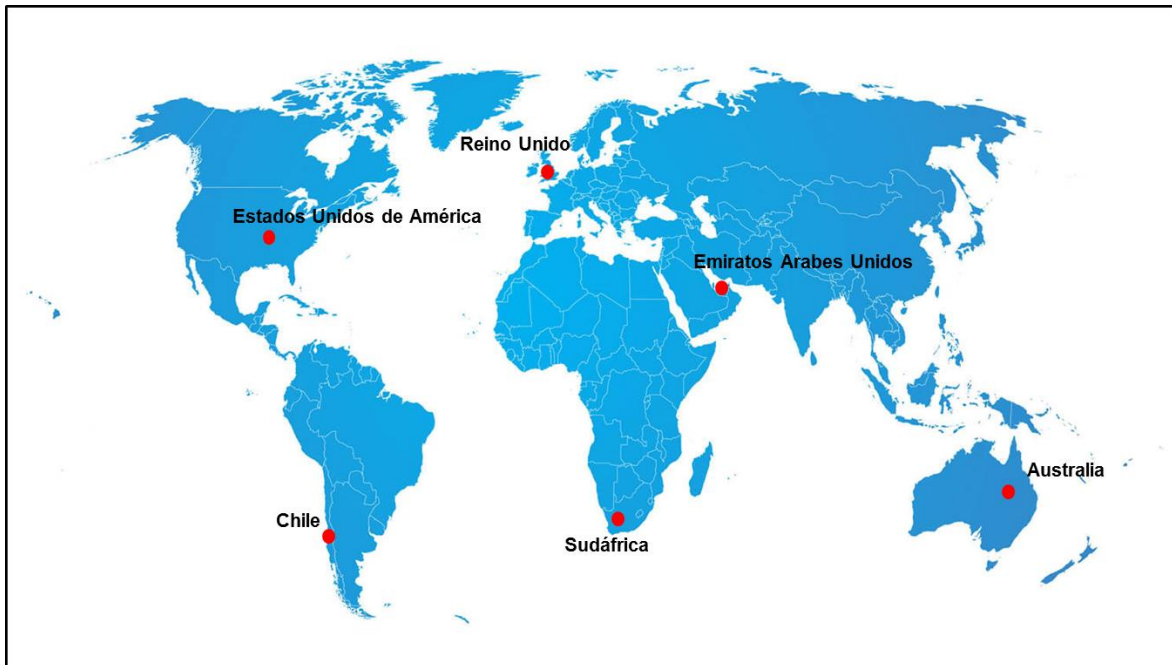 Reino Unido
Estados Unidos de América
Emiratos Arabes Unidos
Australia
Chile
Sudáfrica